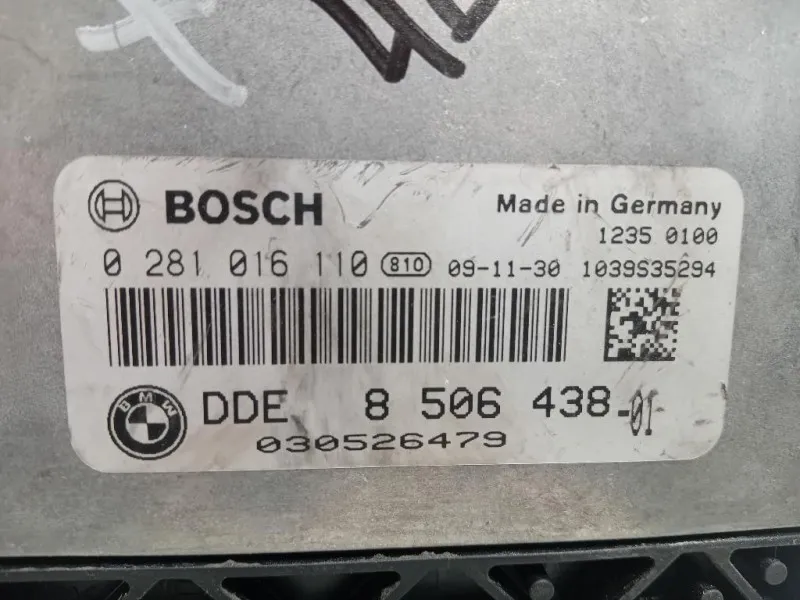 BOSCH Made in Germany
1235 0100
0 281 016 110 810 09-11-30 1039S35294
BMW DDE 8 506 438-01-
030526479